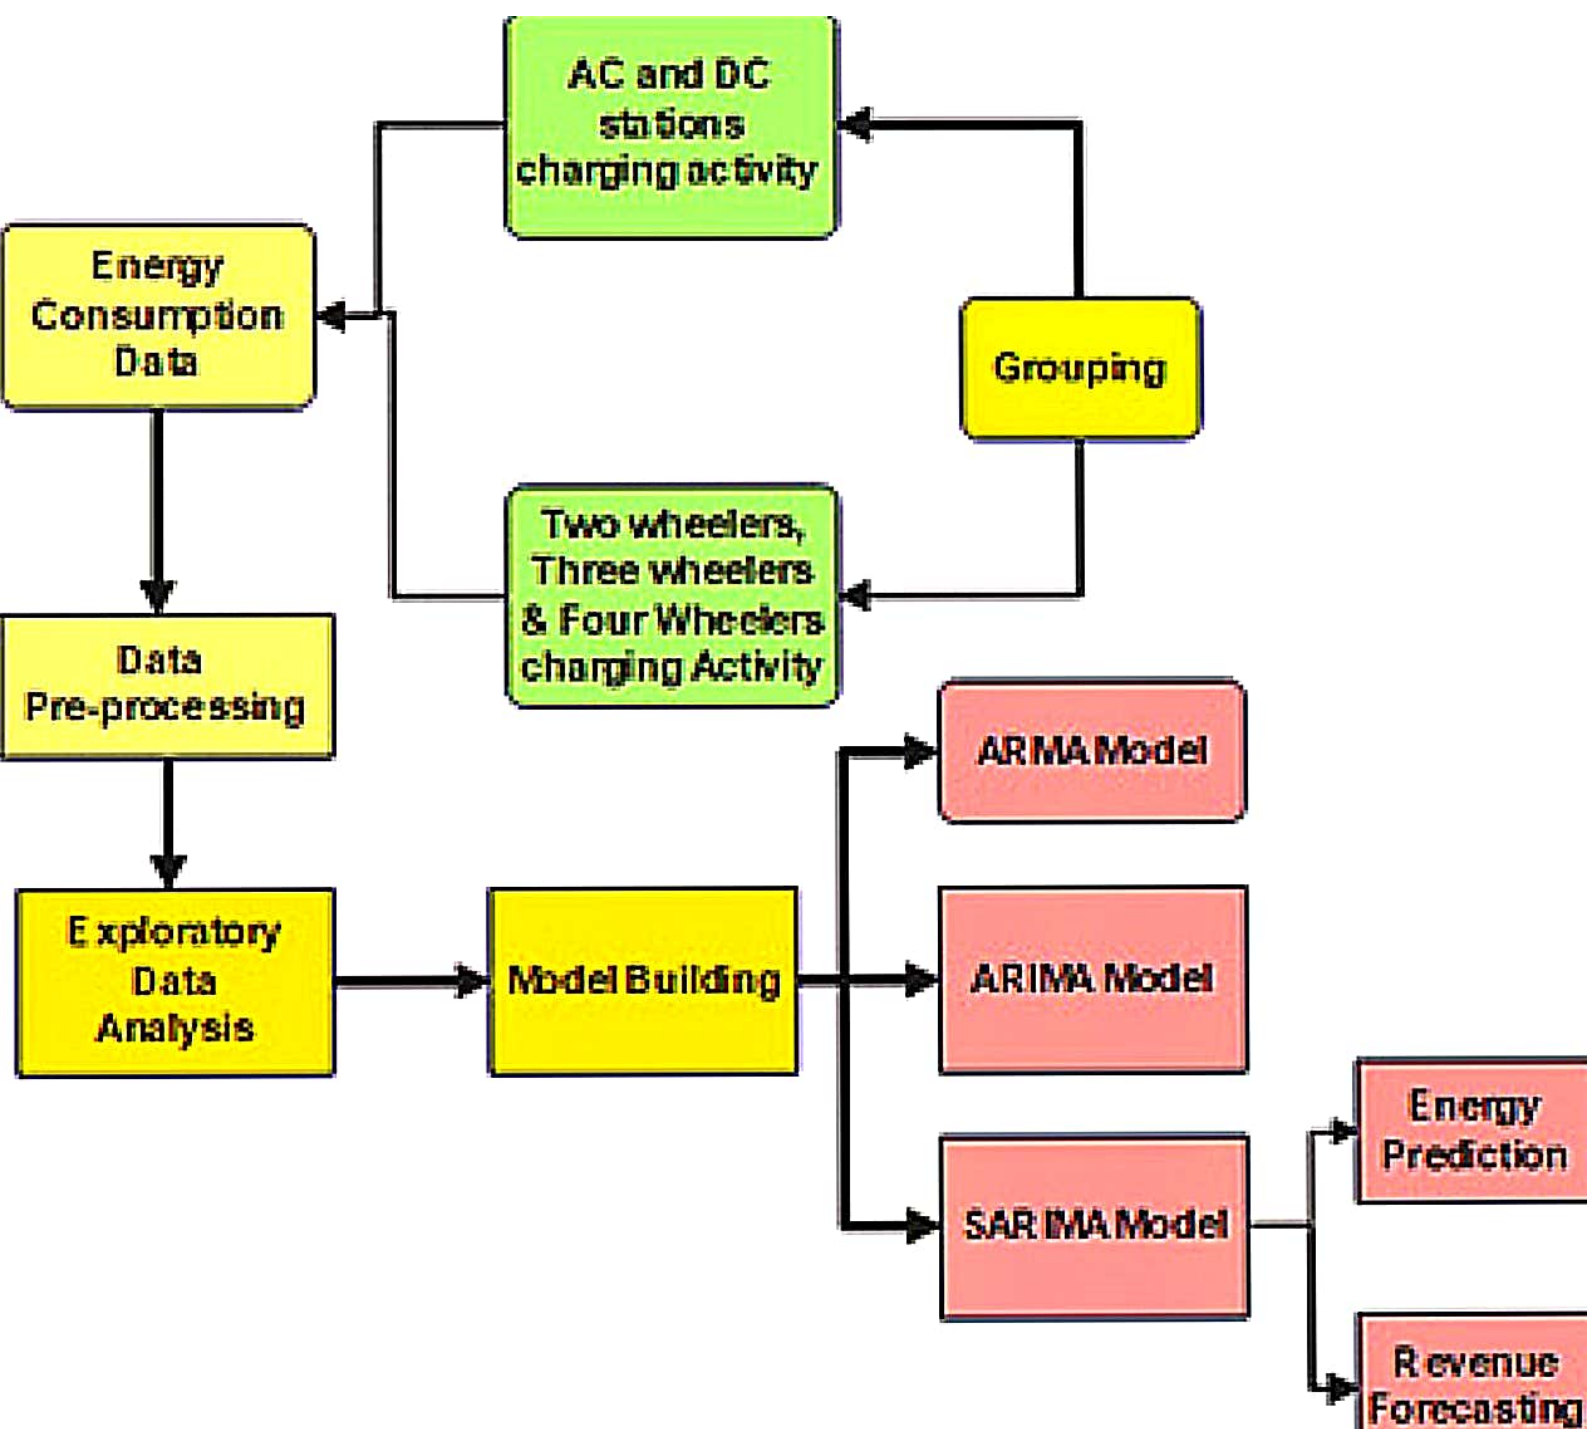 AC and DC
stations
charging activity
Energy
Consumption
Data
Grouping
Two wheelers,
Three wheelers
& Four Wheelers
charging Activity
Data
Pre-processing
ARMA Model
Exploratory
Data
Analysis
Model Building
ARIMA Model
Energy
Prediction
SARIMA Model
Revenue
Forecasting